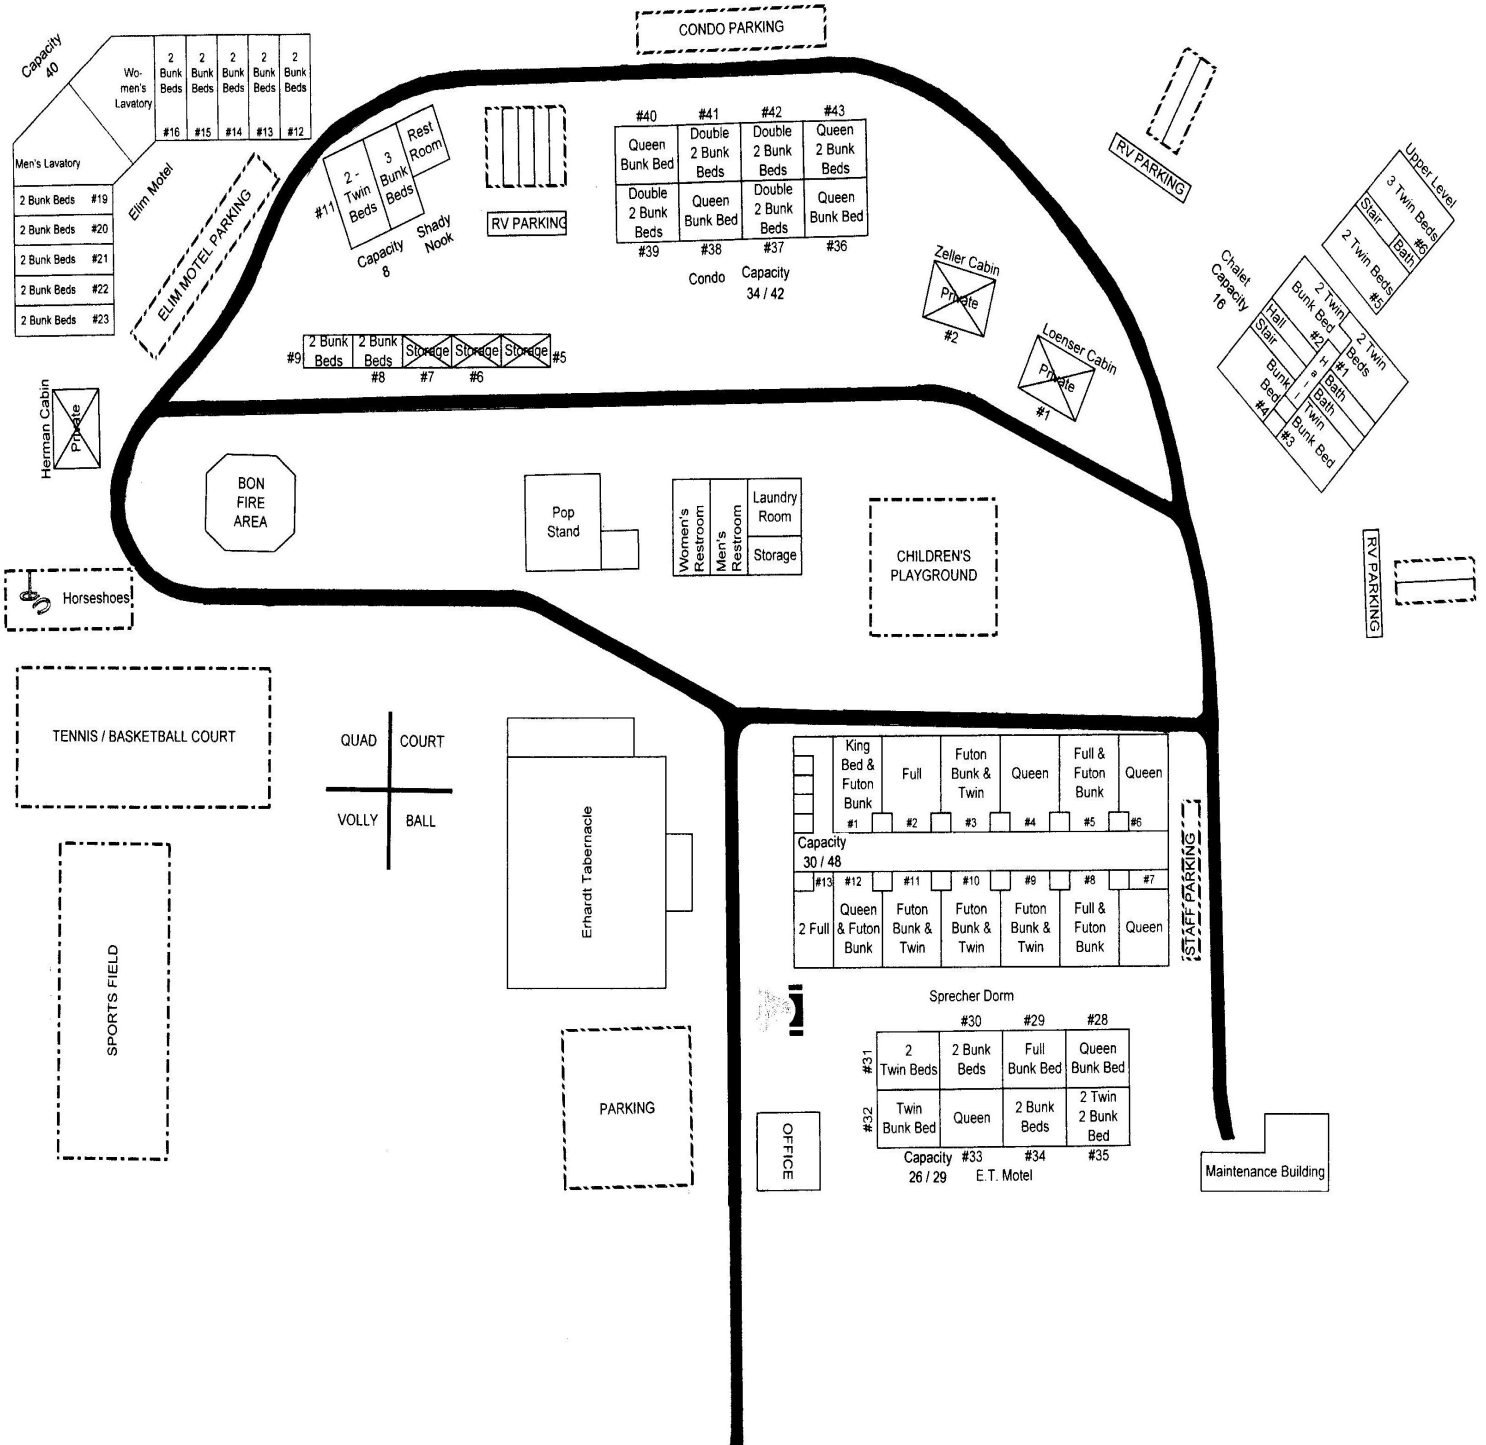 CONDO PARKING
Capacity
40
Wo-
men's
Lavatory
2
Bunk
Beds
#16
2
Bunk
Beds
#15
2
Bunk
Beds
#14
2
Bunk
Beds
#13
2
Bunk
Beds
#12
Men's Lavatory
2 Bunk Beds #19
2 Bunk Beds #20
2 Bunk Beds #21
2 Bunk Beds #22
2 Bunk Beds #23
Elim Motel
ELIM MOTEL PARKING
#11
2 -
Twin
Beds
3
Bunk
Beds
Rest
Room
Capacity
8
Shady
Nook
RV PARKING
#40
#41
#42
#43
Queen
Bunk Bed
Double
2 Bunk
Beds
Double
2 Bunk
Beds
Queen
2 Bunk
Beds
Double
2 Bunk
Beds
Queen
Bunk Bed
Double
2 Bunk
Beds
Queen
Bunk Bed
#39
#38
#37
#36
Condo
Capacity
34 / 42
RV PARKING
Upper Level
3 Twin Beds
#6
Stair
Bath
2 Twin Beds
#5
Chalet
Capacity
16
2 Twin
Bunk Bed
#2
Hall
Stair
Bunk
Bed
#4
Hall
2 Twin
Beds
#1
Bath
Bath
Twin
Bunk Bed
#3
Zeller Cabin
Private
#2
Loenser Cabin
Private
#1
#9
2 Bunk
Beds
2 Bunk
Beds
Storage
Storage
Storage
#5
#8
#7
#6
Herman Cabin
Private
BON
FIRE
AREA
Pop
Stand
Women's
Restroom
Men's
Restroom
Laundry
Room
Storage
CHILDREN'S
PLAYGROUND
RV PARKING
Horseshoes
TENNIS / BASKETBALL COURT
QUAD COURT
VOLLY BALL
SPORTS FIELD
Erhardt Tabernacle
PARKING
King
Bed &
Futon
Bunk
#1
Full
#2
Futon
Bunk &
Twin
#3
Queen
#4
Full &
Futon
Bunk
#5
Queen
#6
Capacity
30 / 48
#13
#12
#11
#10
#9
#8
#7
2 Full
Queen
& Futon
Bunk
Futon
Bunk &
Twin
Futon
Bunk &
Twin
Futon
Bunk &
Twin
Full &
Futon
Bunk
Queen
STAFF PARKING
Sprecher Dorm
#30
#29
#28
#31
2
Twin Beds
2 Bunk
Beds
Full
Bunk Bed
Queen
Bunk Bed
#32
Twin
Bunk Bed
Queen
2 Bunk
Beds
2 Twin
2 Bunk
Bed
Capacity
26 / 29
#33
#34
#35
E.T. Motel
OFFICE
Maintenance Building